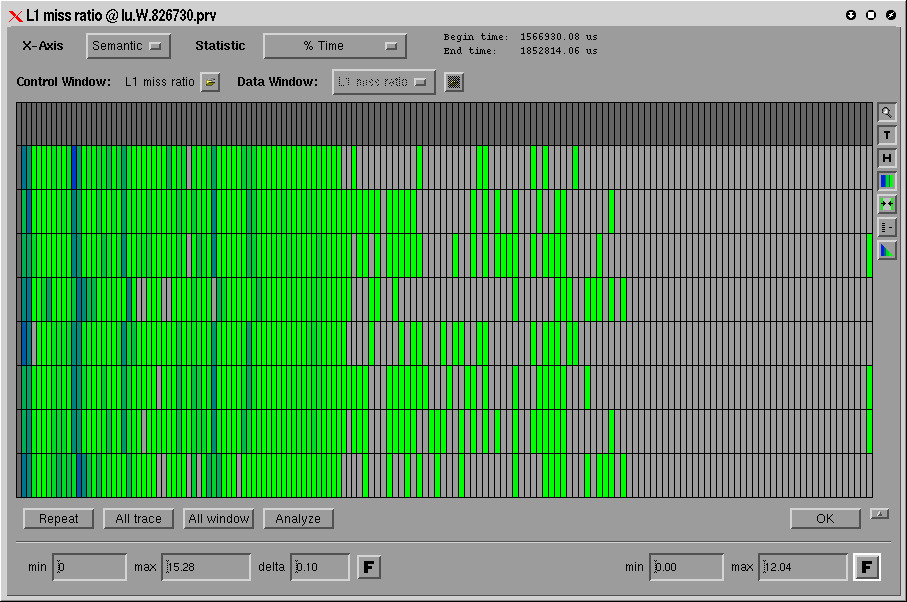 L1 miss ratio @ lu.W.826730.prv
X-Axis Semantic Statistic % Time
Begin time: 1566930.08 us
End time: 1852814.06 us
Control Window: L1 miss ratio Data Window: L1 miss ratio
T
H
Repeat All trace All window Analyze OK
min 0 max 15.28 delta 0.10 F min 0.00 max 12.04 F